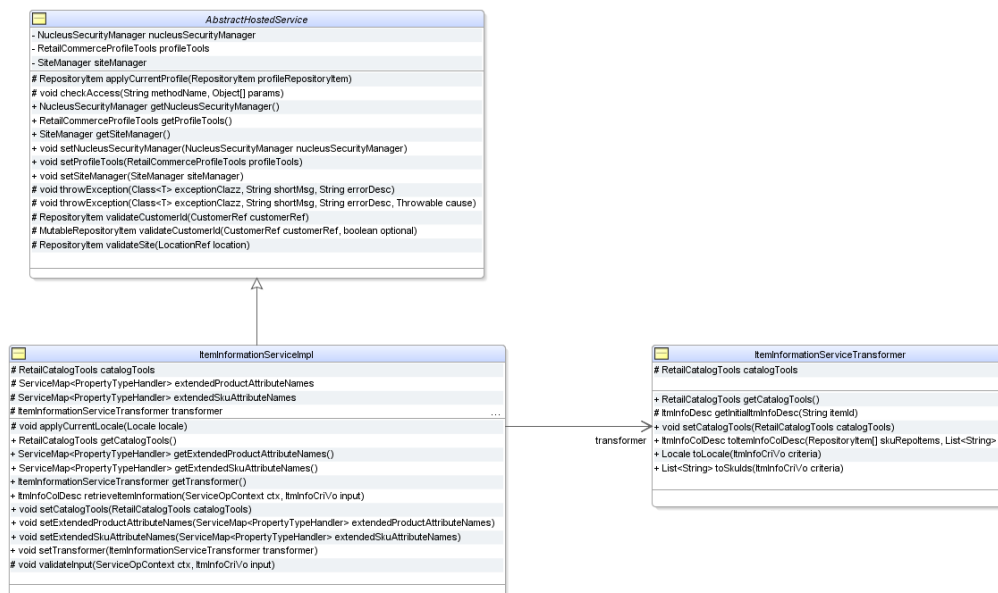 AbstractHostedService
- NucleusSecurityManager nucleusSecurityManager
- RetailCommerceProfileTools profileTools
- SiteManager siteManager
# RepositoryItem applyCurrentProfile(RepositoryItem profileRepositoryItem)
# void checkAccess(String methodName, Object[] params)
+ NucleusSecurityManager getNucleusSecurityManager()
+ RetailCommerceProfileTools getProfileTools()
+ SiteManager getSiteManager()
+ void setNucleusSecurityManager(NucleusSecurityManager nucleusSecurityManager)
+ void setProfileTools(RetailCommerceProfileTools profileTools)
+ void setSiteManager(SiteManager siteManager)
# void throwException(Class<T> exceptionClazz, String shortMsg, String errorDesc)
# void throwException(Class<T> exceptionClazz, String shortMsg, String errorDesc, Throwable cause)
# RepositoryItem validateCustomerId(CustomerRef customerRef)
# MutableRepositoryItem validateCustomerId(CustomerRef customerRef, boolean optional)
# RepositoryItem validateSite(LocationRef location)
ItemInformationServiceImpl
# RetailCatalogTools catalogTools
# ServiceMap<PropertyTypeHandler> extendedProductAttributeNames
# ServiceMap<PropertyTypeHandler> extendedSkuAttributeNames
# ItemInformationServiceTransformer transformer
...
# void applyCurrentLocale(Locale locale)
+ RetailCatalogTools getCatalogTools()
+ ServiceMap<PropertyTypeHandler> getExtendedProductAttributeNames()
+ ServiceMap<PropertyTypeHandler> getExtendedSkuAttributeNames()
+ ItemInformationServiceTransformer getTransformer()
+ ItmInfoColDesc retrieveItemInformation(ServiceOpContext ctx, ItmInfoCriVo input)
+ void setCatalogTools(RetailCatalogTools catalogTools)
+ void setExtendedProductAttributeNames(ServiceMap<PropertyTypeHandler> extendedProductAttributeNames)
+ void setExtendedSkuAttributeNames(ServiceMap<PropertyTypeHandler> extendedSkuAttributeNames)
+ void setTransformer(ItemInformationServiceTransformer transformer)
# void validateInput(ServiceOpContext ctx, ItmInfoCriVo input)
transformer
ItemInformationServiceTransformer
# RetailCatalogTools catalogTools
+ RetailCatalogTools getCatalogTools()
# ItmInfoDesc getInitialItmInfoDesc(String itemId)
+ void setCatalogTools(RetailCatalogTools catalogTools)
+ ItmInfoColDesc toItemInfoColDesc(RepositoryItem[] skuRepoItems, List<String>
+ Locale toLocale(ItmInfoCriVo criteria)
+ List<String> toSkuIds(ItmInfoCriVo criteria)